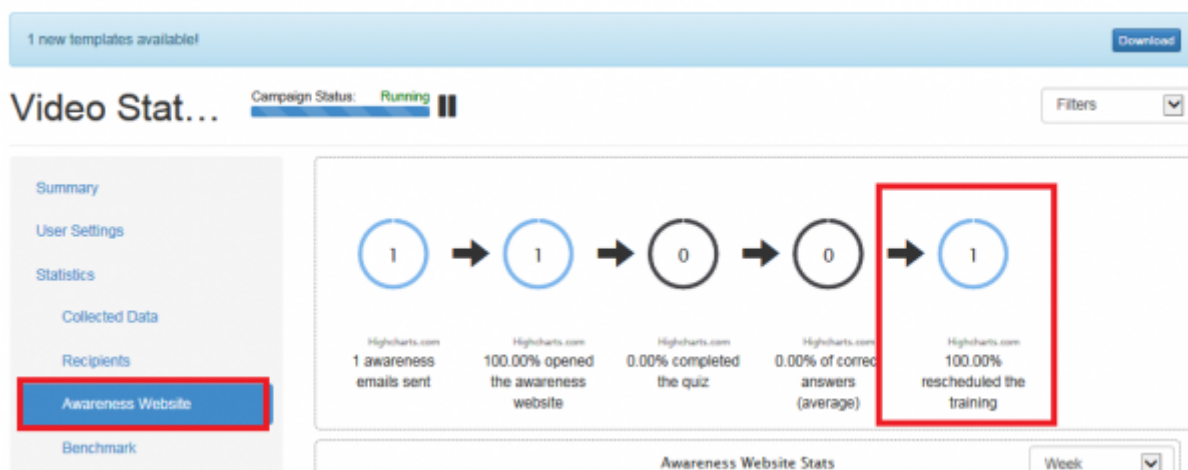 1 new templates available!
Download
Video Stat...
Campaign Status: Running
Filters
Summary
User Settings
Statistics
Collected Data
Recipients
Awareness Website
Benchmark
1
1
0
0
1
Highcharts.com
Highcharts.com
Highcharts.com
Highcharts.com
Highcharts.com
1 awareness
emails sent
100.00% opened
the awareness
website
0.00% completed
the quiz
0.00% of correc
answers
(average)
100.00%
rescheduled the
training
Awareness Website Stats
Week